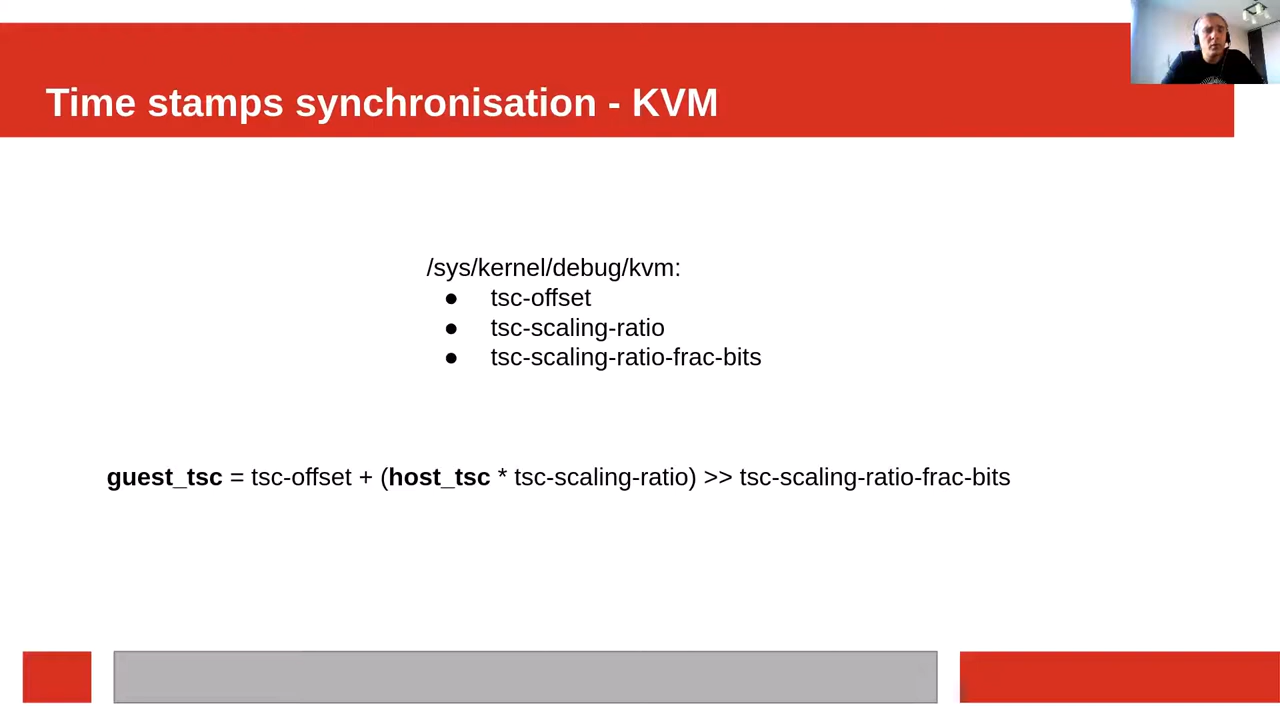 Time stamps synchronisation - KVM
/sys/kernel/debug/kvm:
● tsc-offset
● tsc-scaling-ratio
● tsc-scaling-ratio-frac-bits
guest_tsc = tsc-offset + (host_tsc * tsc-scaling-ratio) >> tsc-scaling-ratio-frac-bits